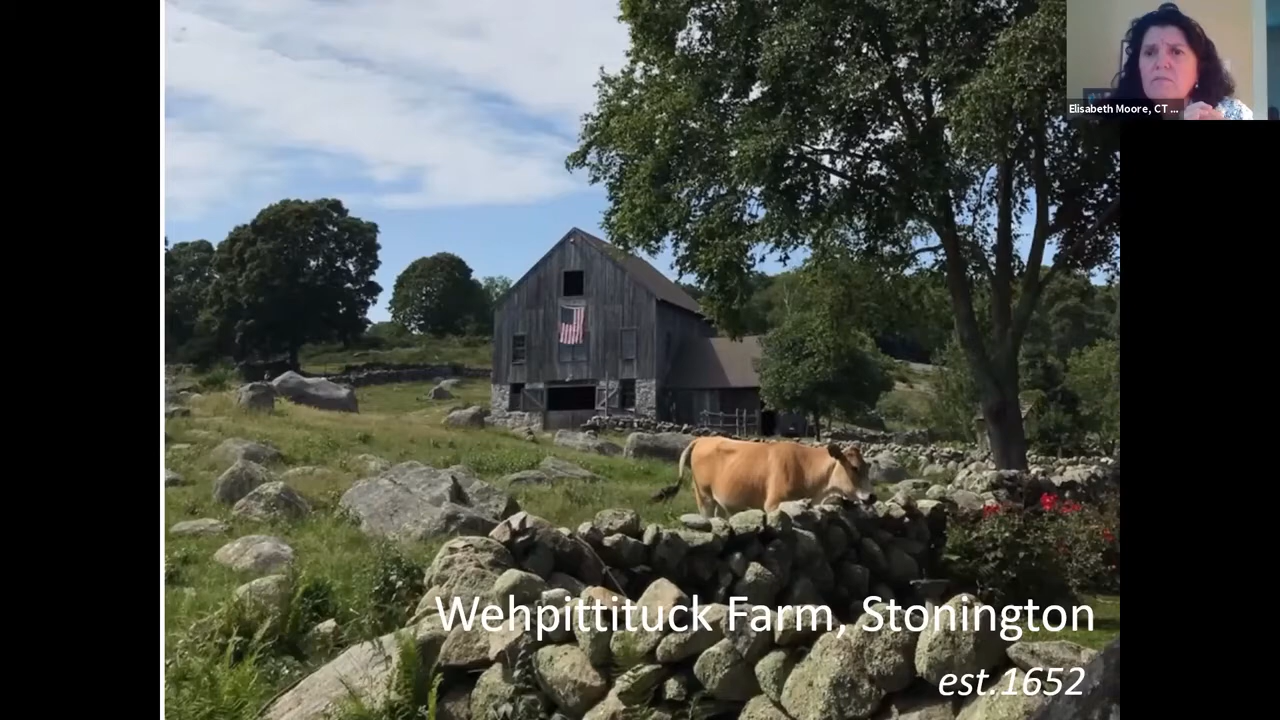 Elisabeth Moore, CT ...
Wehpittituck Farm, Stonington
est.1652